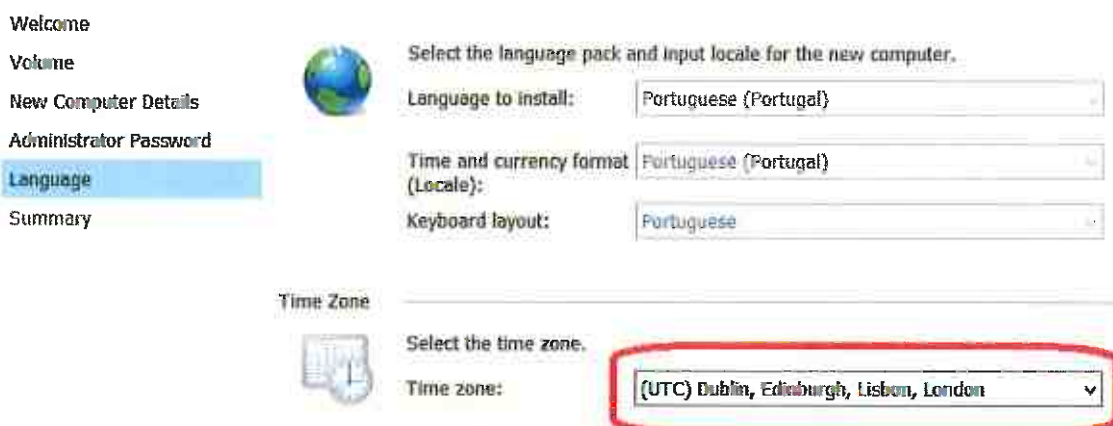 Welcome
Volume
New Computer Details
Administrator Password
Language
Summary
Select the language pack and input locale for the new computer.
Language to install: Portuguese (Portugal)
Time and currency format Portuguese (Portugal)
(Locale):
Keyboard layout: Portuguese
Time Zone
Select the time zone.
Time zone: (UTC) Dublin, Edinburgh, Lisbon, London